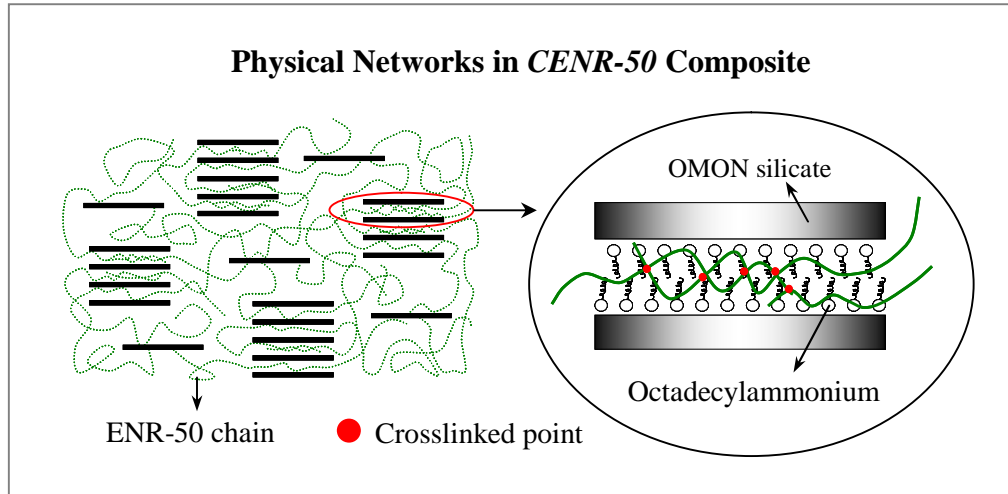 Physical Networks in CENR-50 Composite
OMON silicate
Octadecylammonium
ENR-50 chain
Crosslinked point